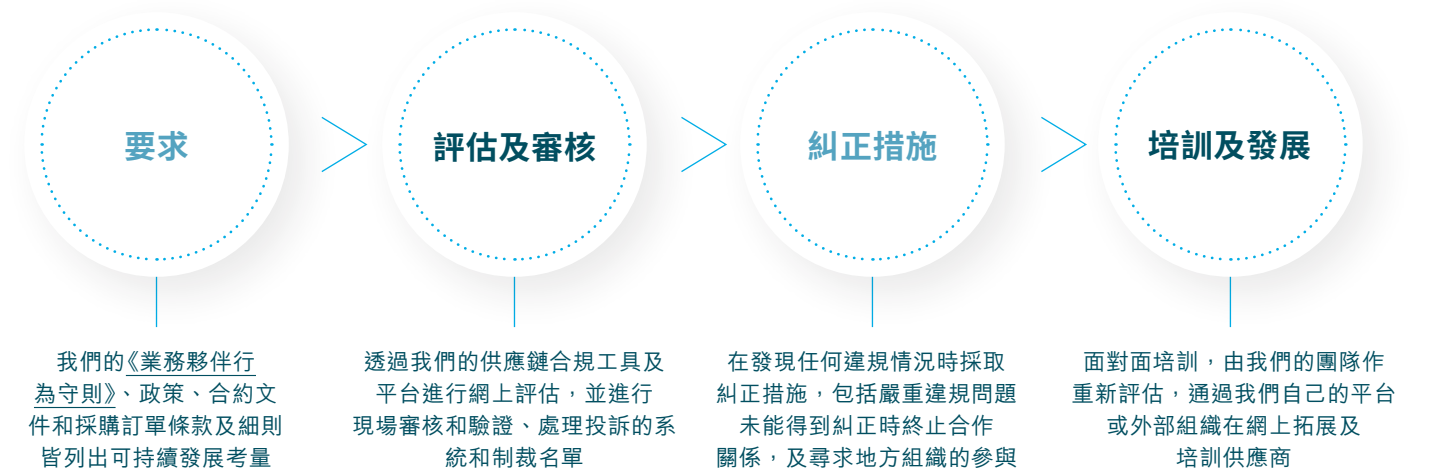 要求
我們的《業務夥伴行
為守則》、政策、合約文
件和採購訂單條款及細則
皆列出可持續發展考量
評估及審核
透過我們的供應鏈合規工具及
平台進行網上評估，並進行
現場審核和驗證、處理投訴的系
統和制裁名單
糾正措施
在發現任何違規情況時採取
糾正措施，包括嚴重違規問題
未能得到糾正時終止合作
關係，及尋求地方組織的參與
培訓及發展
面對面培訓，由我們的團隊作
重新評估，通過我們自己的平台
或外部組織在網上拓展及
培訓供應商